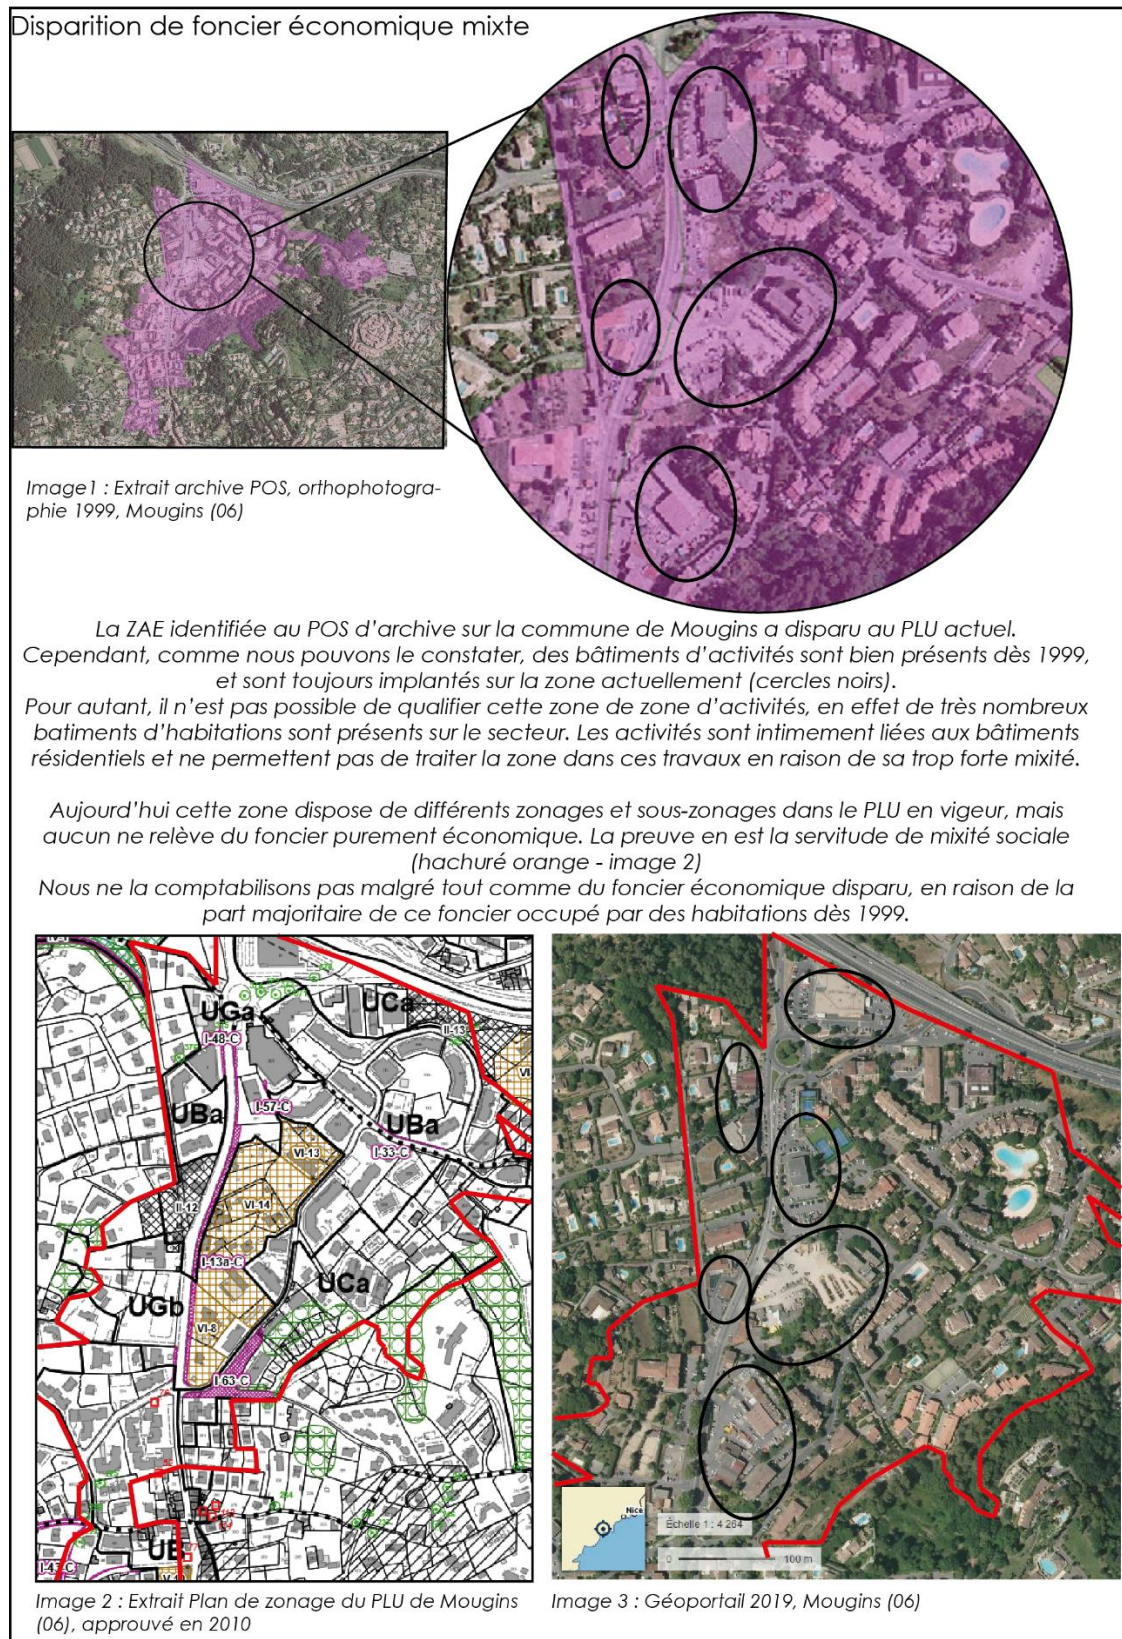 Disparition de foncier économique mixte
Image1 : Extrait archive POS, orthophotogra-
phie 1999, Mougins (06)
La ZAE identifiée au POS d'archive sur la commune de Mougins a disparu au PLU actuel.
Cependant, comme nous pouvons le constater, des bâtiments d'activités sont bien présents dès 1999,
et sont toujours implantés sur la zone actuellement (cercles noirs).
Pour autant, il n'est pas possible de qualifier cette zone de zone d'activités, en effet de très nombreux
batiments d'habitations sont présents sur le secteur. Les activités sont intimement liées aux bâtiments
résidentiels et ne permettent pas de traiter la zone dans ces travaux en raison de sa trop forte mixité.
Aujourd'hui cette zone dispose de différents zonages et sous-zonages dans le PLU en vigueur, mais
aucun ne relève du foncier purement économique. La preuve en est la servitude de mixité sociale
(hachuré orange - image 2)
Nous ne la comptabilisons pas malgré tout comme du foncier économique disparu, en raison de la
part majoritaire de ce foncier occupé par des habitations dès 1999.
UGa
UCa
I-48-C
II-13
VI
UBa
I-57-C
UBa
I-33-C
VI-13
II-12
VI-14
I-13a-C
UGb
UCa
VI-8
I-63-C
UB
I-43-C
Nice
Echelle 1 : 4 264
0
100 m
Image 2 : Extrait Plan de zonage du PLU de Mougins
(06), approuvé en 2010
Image 3 : Géoportail 2019, Mougins (06)